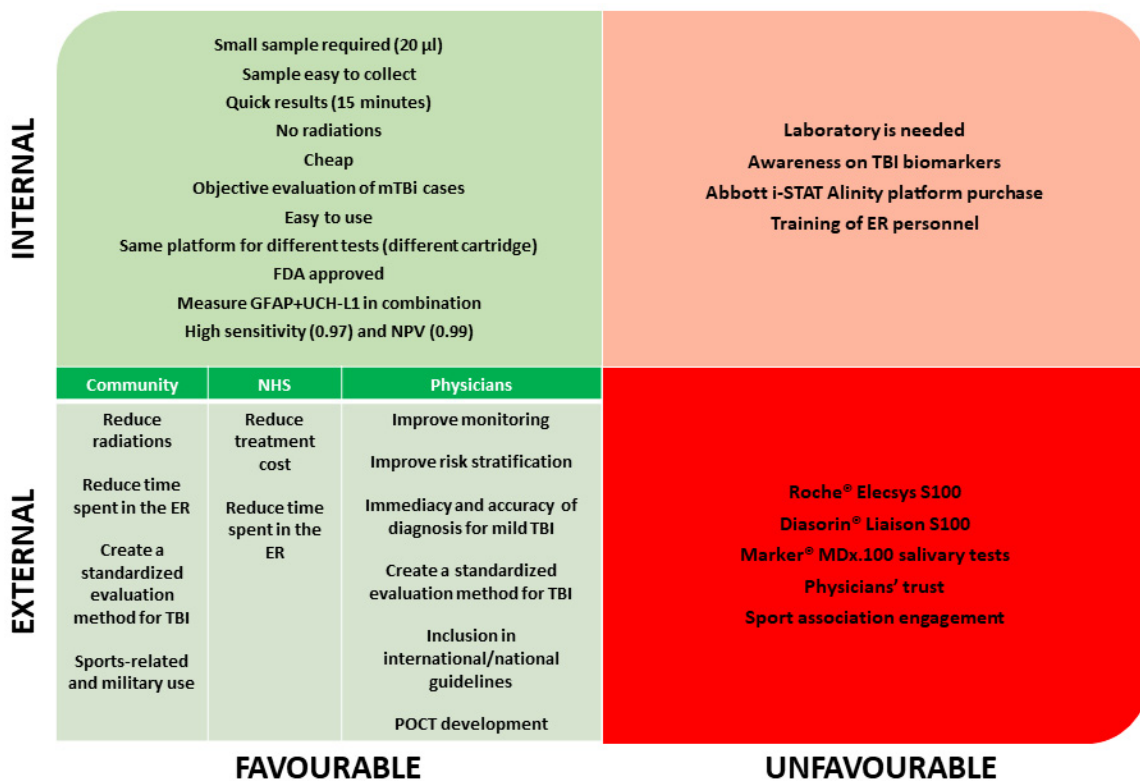 INTERNAL
Small sample required (20 µl)
Sample easy to collect
Quick results (15 minutes)
No radiations
Cheap
Objective evaluation of mTBi cases
Easy to use
Same platform for different tests (different cartridge)
FDA approved
Measure GFAP+UCH-L1 in combination
High sensitivity (0.97) and NPV (0.99)
Laboratory is needed
Awareness on TBI biomarkers
Abbott i-STAT Alinity platform purchase
Training of ER personnel
EXTERNAL
Community
Reduce
radiations
Reduce time
spent in the ER
Create a
standardized
evaluation
method for TBI
Sports-related
and military use
NHS
Reduce
treatment
cost
Reduce time
spent in the
ER
Physicians
Improve monitoring
Improve risk stratification
Immediacy and accuracy of
diagnosis for mild TBI
Create a standardized
evaluation method for TBI
Inclusion in
international/national
guidelines
POCT development
Roche® Elecsys S100
Diasorin® Liaison S100
Marker® MDx.100 salivary tests
Physicians' trust
Sport association engagement
FAVOURABLE
UNFAVOURABLE